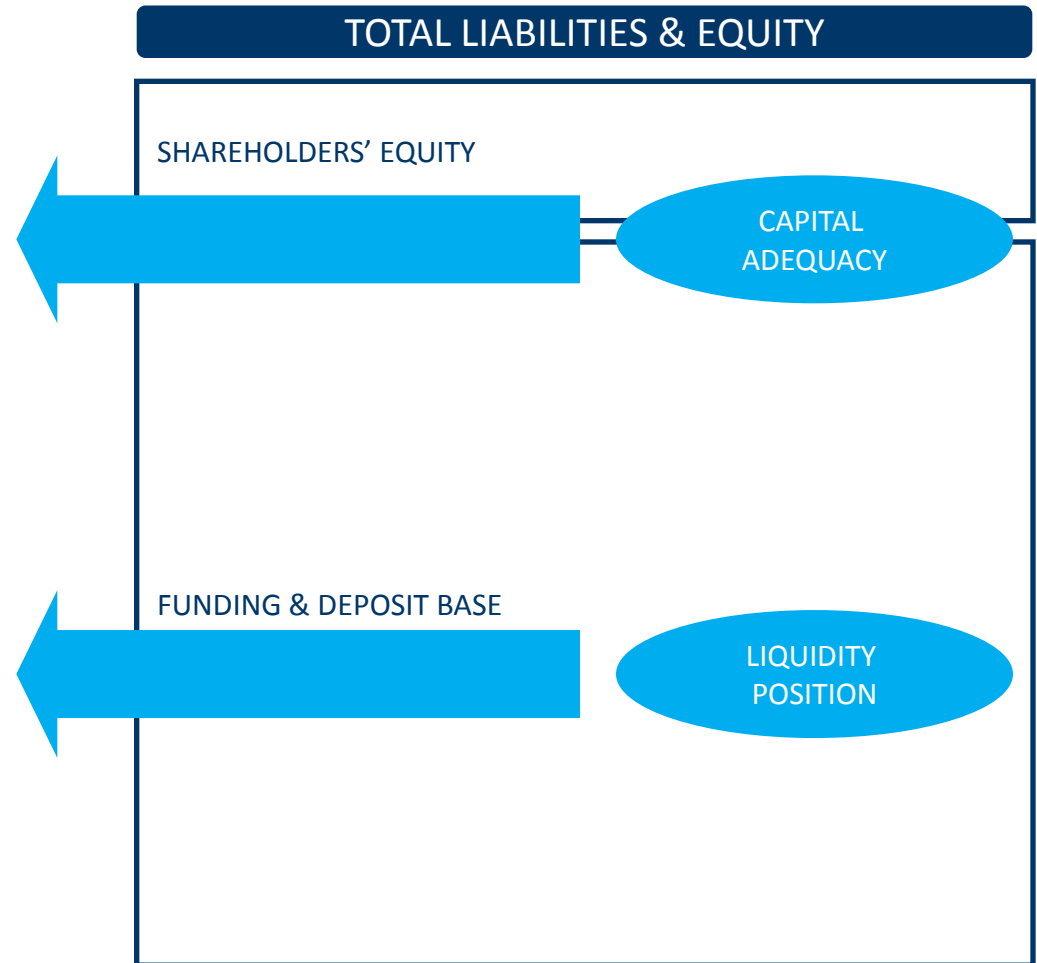 TOTAL LIABILITIES & EQUITY
SHAREHOLDERS’ EQUITY
CAPITAL
ADEQUACY
FUNDING & DEPOSIT BASE
LIQUIDITY
POSITION